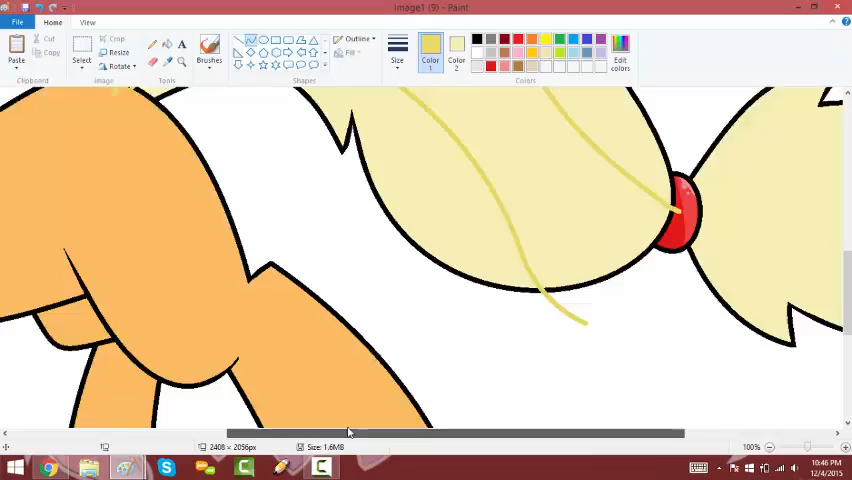 Image1 (9) - Paint
File Home View
Paste Cut Copy
Clipboard
Select Crop Resize Rotate
Image
Tools
Brushes
Outline Fill
Shapes
Size
Color 1 Color 2
Edit colors
Colors
2408 × 2056px Size: 1.6MB 100%
10:46 PM
12/4/2015